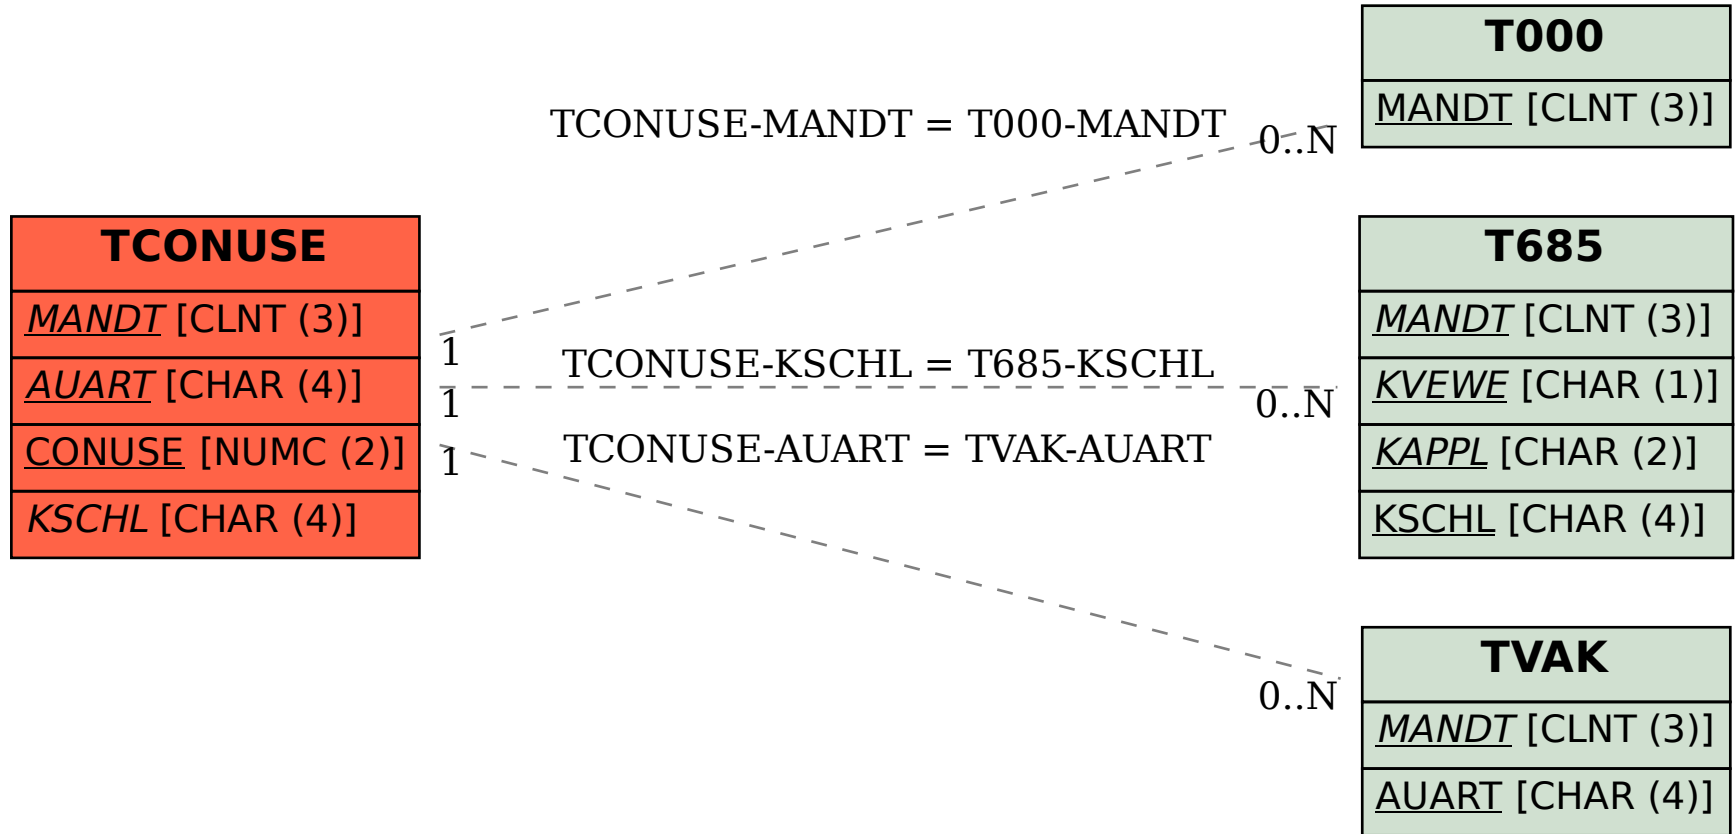 T000
MANDT [CLNT (3)]
TCONUSE-MANDT = T000-MANDT
0..N
TCONUSE
MANDT [CLNT (3)]
AUART [CHAR (4)]
CONUSE [NUMC (2)]
KSCHL [CHAR (4)]
1
TCONUSE-KSCHL = T685-KSCHL
1
0..N
TCONUSE-AUART = TVAK-AUART
1
0..N
T685
MANDT [CLNT (3)]
KVEWE [CHAR (1)]
KAPPL [CHAR (2)]
KSCHL [CHAR (4)]
TVAK
MANDT [CLNT (3)]
AUART [CHAR (4)]